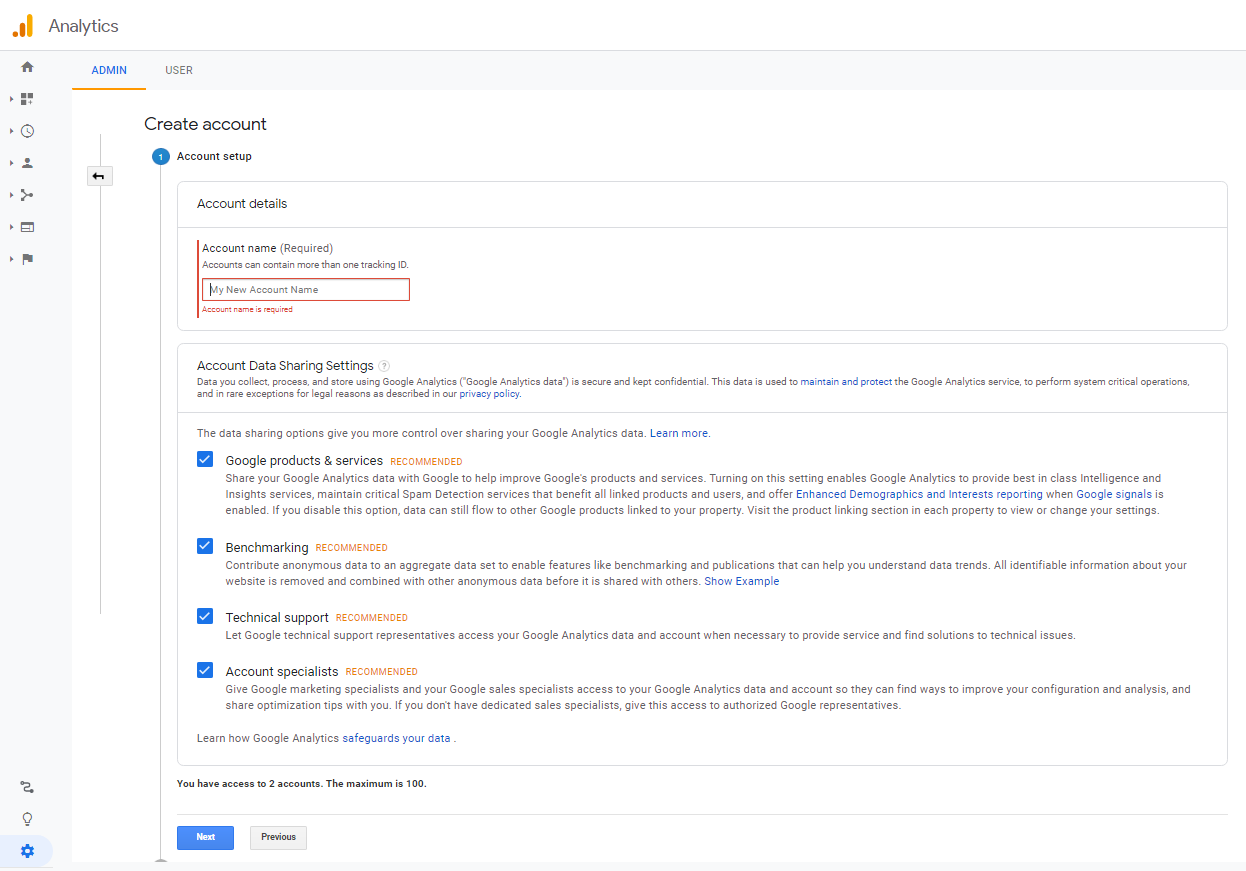 Analytics
ADMIN
USER
Create account
1
Account setup
Account details
Account name (Required)
Accounts can contain more than one tracking ID.
My New Account Name
Account name is required
Account Data Sharing Settings ?
Data you collect, process, and store using Google Analytics ("Google Analytics data") is secure and kept confidential. This data is used to maintain and protect the Google Analytics service, to perform system critical operations,
and in rare exceptions for legal reasons as described in our privacy policy.
The data sharing options give you more control over sharing your Google Analytics data. Learn more.
Google products & services RECOMMENDED
Share your Google Analytics data with Google to help improve Google's products and services. Turning on this setting enables Google Analytics to provide best in class Intelligence and
Insights services, maintain critical Spam Detection services that benefit all linked products and users, and offer Enhanced Demographics and Interests reporting when Google signals is
enabled. If you disable this option, data can still flow to other Google products linked to your property. Visit the product linking section in each property to view or change your settings.
Benchmarking RECOMMENDED
Contribute anonymous data to an aggregate data set to enable features like benchmarking and publications that can help you understand data trends. All identifiable information about your
website is removed and combined with other anonymous data before it is shared with others. Show Example
Technical support RECOMMENDED
Let Google technical support representatives access your Google Analytics data and account when necessary to provide service and find solutions to technical issues.
Account specialists RECOMMENDED
Give Google marketing specialists and your Google sales specialists access to your Google Analytics data and account so they can find ways to improve your configuration and analysis, and
share optimization tips with you. If you don't have dedicated sales specialists, give this access to authorized Google representatives.
Learn how Google Analytics safeguards your data .
You have access to 2 accounts. The maximum is 100.
Next
Previous